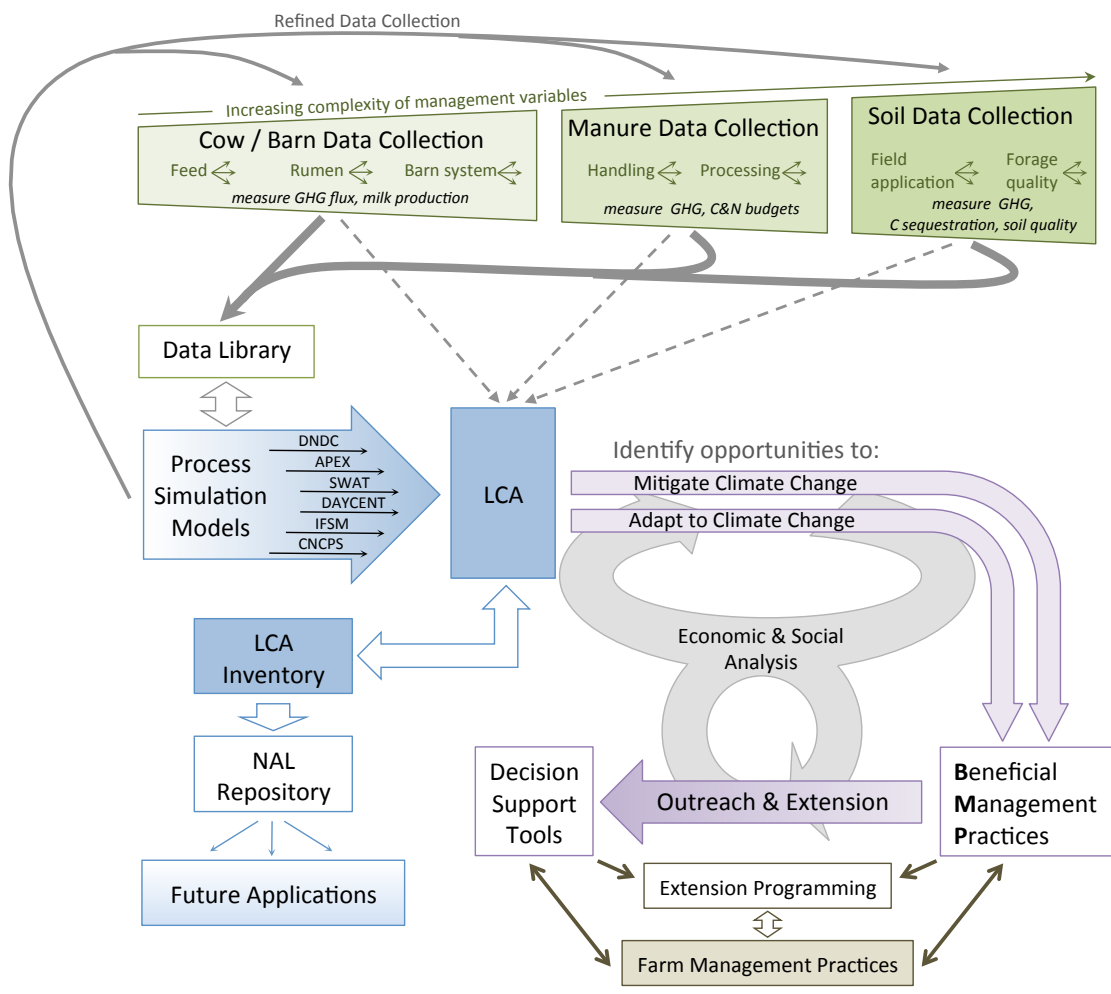 Refined Data Collection
Increasing complexity of management variables
Cow / Barn Data Collection
Feed
Rumen
Barn system
measure GHG flux, milk production
Manure Data Collection
Handling
Processing
measure GHG, C&N budgets
Soil Data Collection
Field
application
Forage
quality
measure GHG,
C sequestration, soil quality
Data Library
Process
Simulation
Models
DNDC
APEX
SWAT
DAYCENT
IFSM
CNCPS
LCA
Identify opportunities to:
Mitigate Climate Change
Adapt to Climate Change
Economic & Social
Analysis
LCA
Inventory
NAL
Repository
Future Applications
Decision
Support
Tools
Outreach & Extension
Beneficial
Management
Practices
Extension Programming
Farm Management Practices